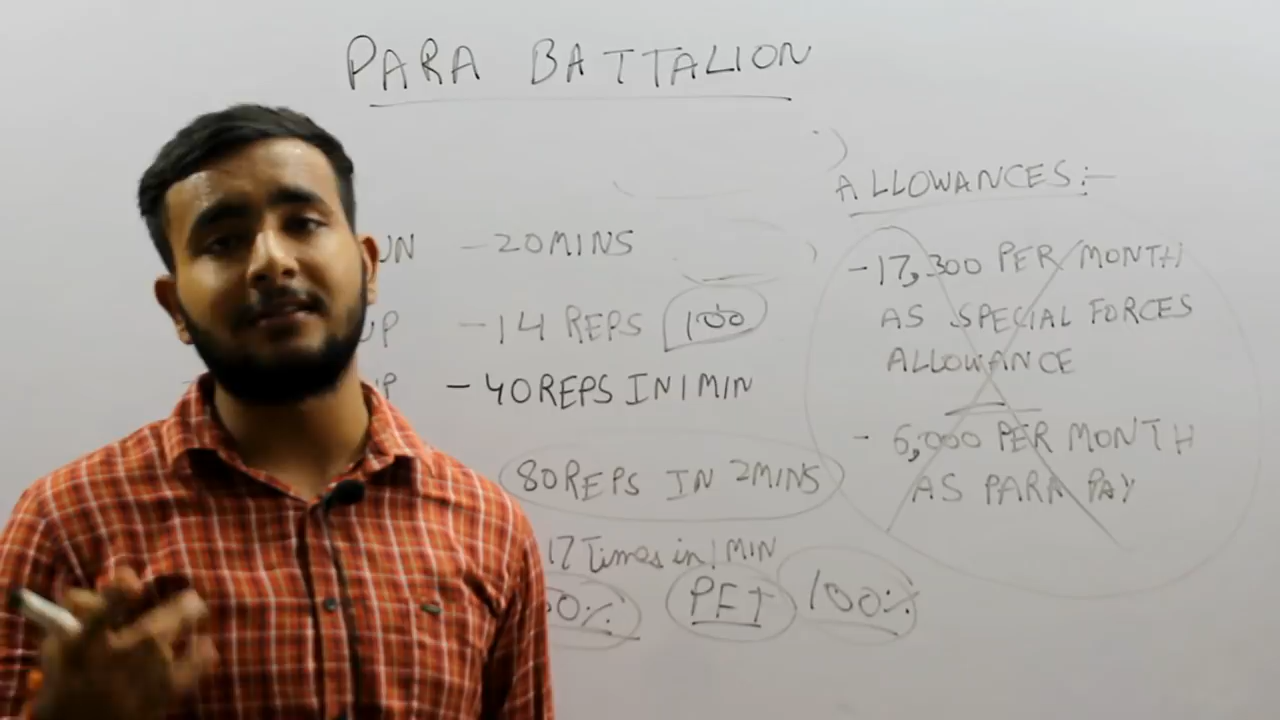 PARA BATTALION
UN - 20MINS
UP - 14 REPS 100
UP - 40REPS IN 1 MIN
80REPS IN 2MINS
17 Times in 1 MIN
0% PFT 100%
ALLOWANCES:-
- 17,300 PER MONTH
AS SPECIAL FORCES
ALLOWANCE
- 6,000 PER MONTH
AS PARA PAY